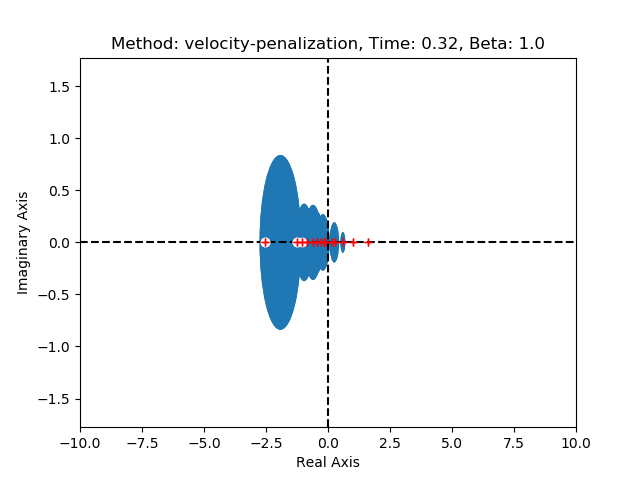 Method: velocity-penalization, Time: 0.32, Beta: 1.0
1.5
1.0
0.5
0.0
−0.5
−1.0
−1.5
Imaginary Axis
−10.0 −7.5 −5.0 −2.5 0.0 2.5 5.0 7.5 10.0
Real Axis